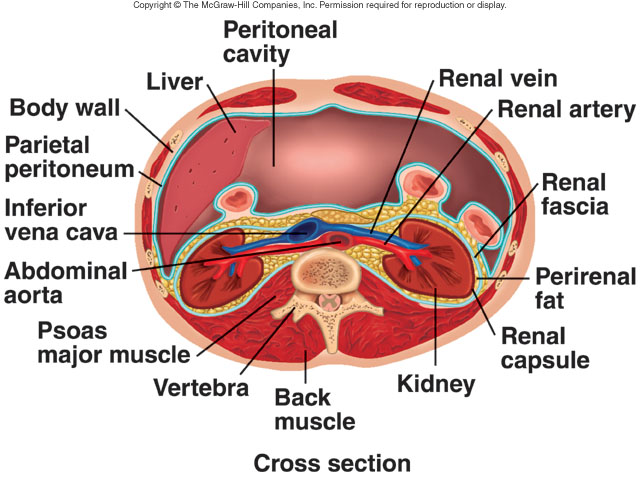 Copyright © The McGraw-Hill Companies, Inc. Permission required for reproduction or display.
Peritoneal
cavity
Liver
Body wall
Parietal
peritoneum
Inferior
vena cava
Abdominal
aorta
Psoas
major muscle
Vertebra
Back
muscle
Kidney
Renal vein
Renal artery
Renal
fascia
Perirenal
fat
Renal
capsule
Cross section